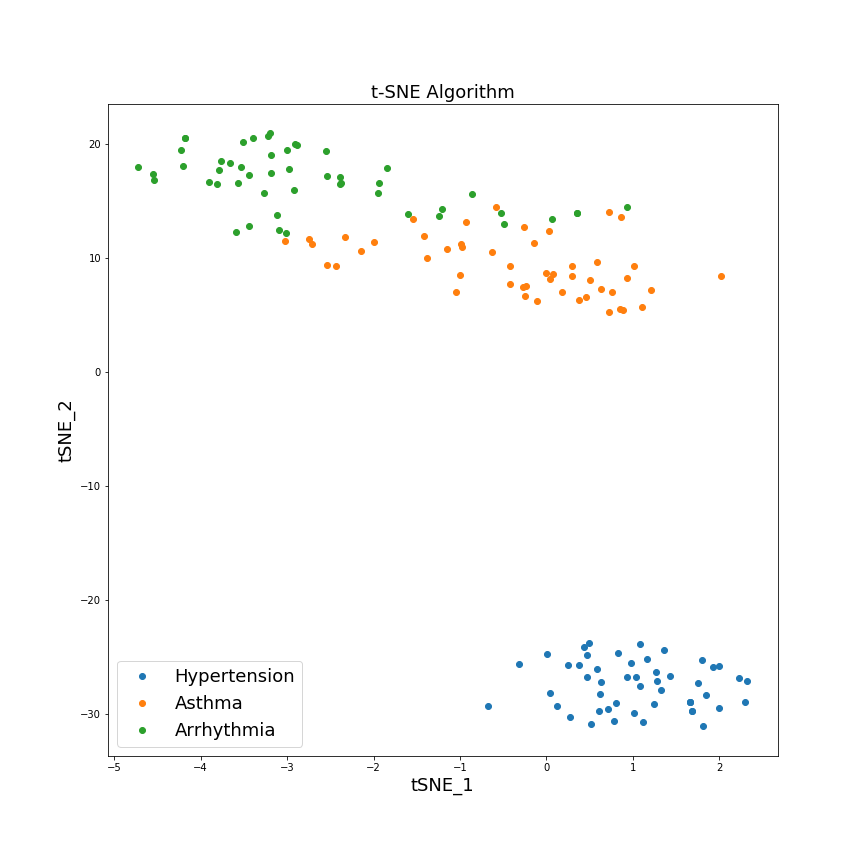 t-SNE Algorithm
tSNE_2
20
10
0
−10
−20
−30
Hypertension
Asthma
Arrhythmia
−5 −4 −3 −2 −1 0 1 2
tSNE_1